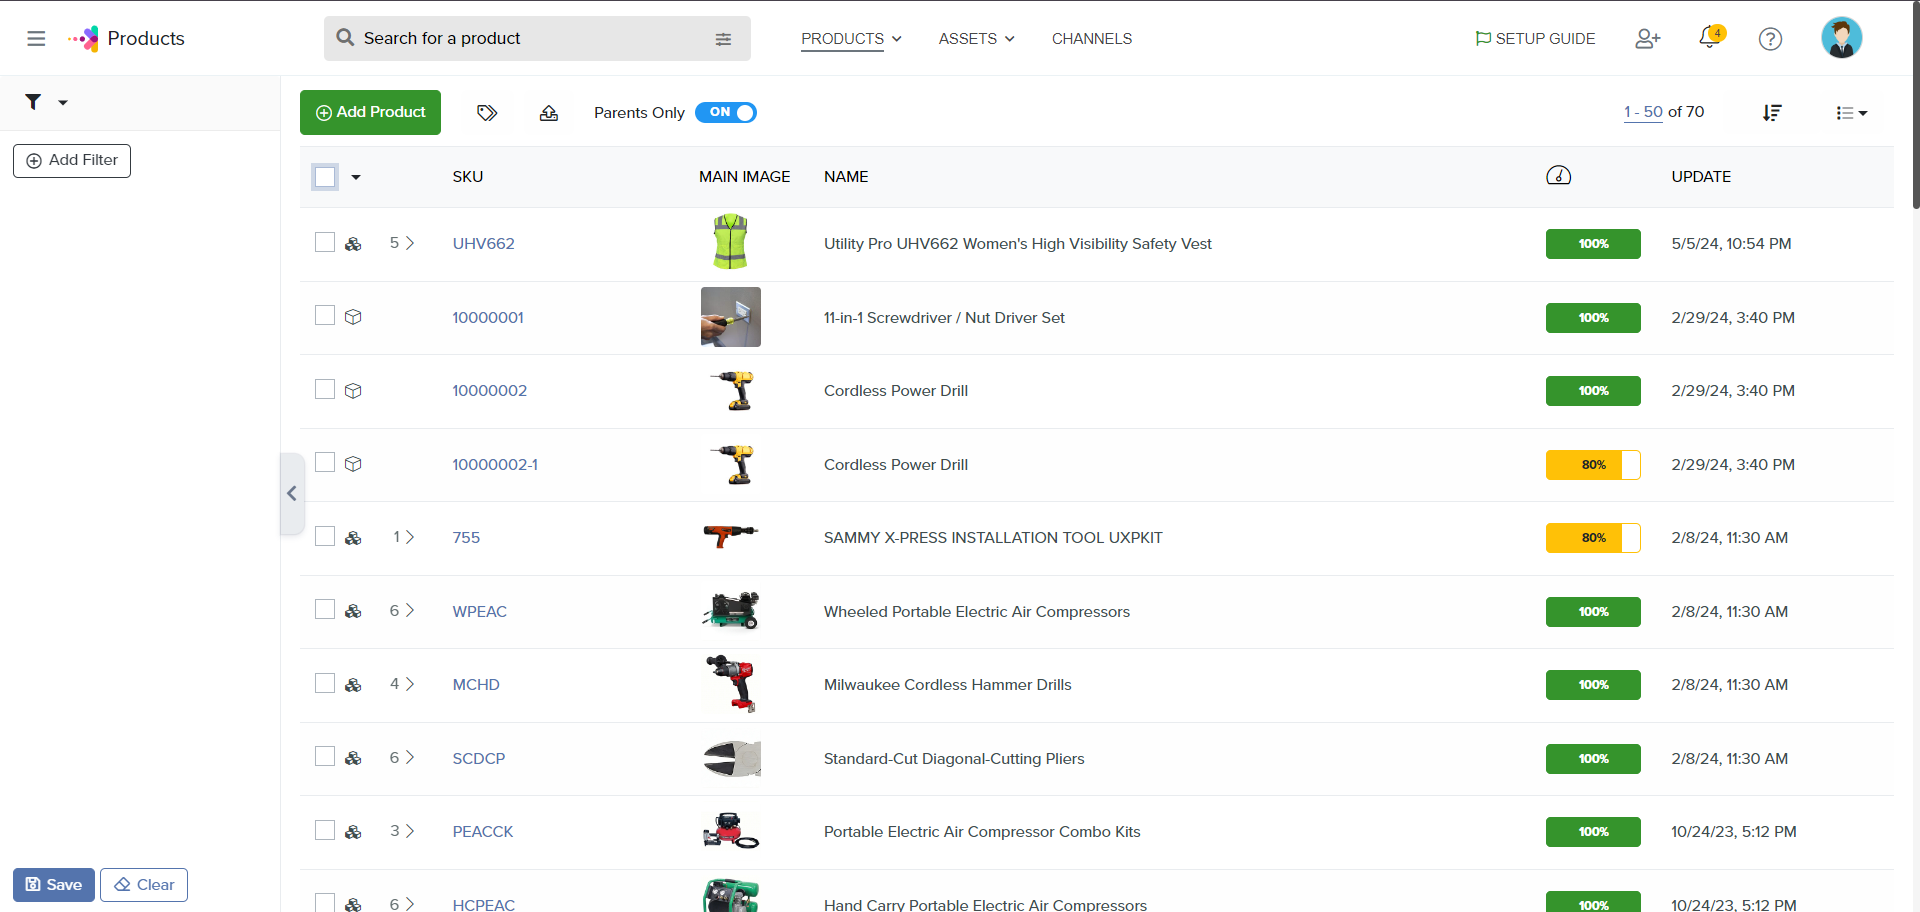 Products
Search for a product
PRODUCTS
ASSETS
CHANNELS
SETUP GUIDE
4
Add Product
Parents Only ON
1 - 50 of 70
Add Filter
SKU MAIN IMAGE NAME UPDATE
5 UHV662 Utility Pro UHV662 Women's High Visibility Safety Vest 100% 5/5/24, 10:54 PM
10000001 11-in-1 Screwdriver / Nut Driver Set 100% 2/29/24, 3:40 PM
10000002 Cordless Power Drill 100% 2/29/24, 3:40 PM
10000002-1 Cordless Power Drill 80% 2/29/24, 3:40 PM
1 755 SAMMY X-PRESS INSTALLATION TOOL UXPKIT 80% 2/8/24, 11:30 AM
6 WPEAC Wheeled Portable Electric Air Compressors 100% 2/8/24, 11:30 AM
4 MCHD Milwaukee Cordless Hammer Drills 100% 2/8/24, 11:30 AM
6 SCDCP Standard-Cut Diagonal-Cutting Pliers 100% 2/8/24, 11:30 AM
3 PEACCK Portable Electric Air Compressor Combo Kits 100% 10/24/23, 5:12 PM
6 HCPEAC Hand Carry Portable Electric Air Compressors 100% 10/24/23, 5:12 PM
Save
Clear